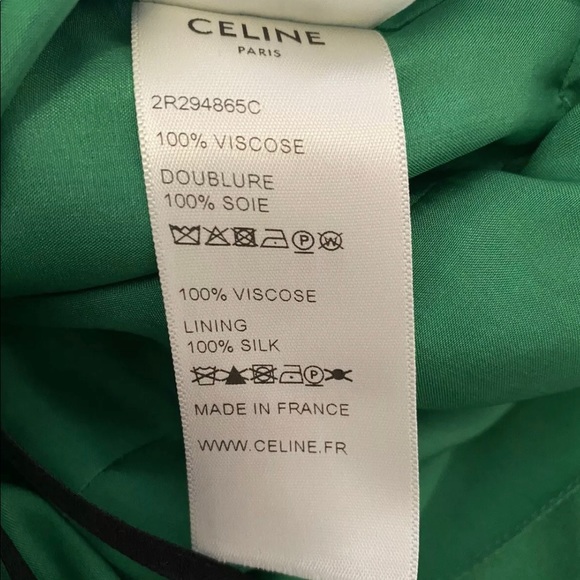 CELINE
PARIS
2R294865C
100% VISCOSE
DOUBLURE
100% SOIE
100% VISCOSE
LINING
100% SILK
MADE IN FRANCE
WWW.CELINE.FR